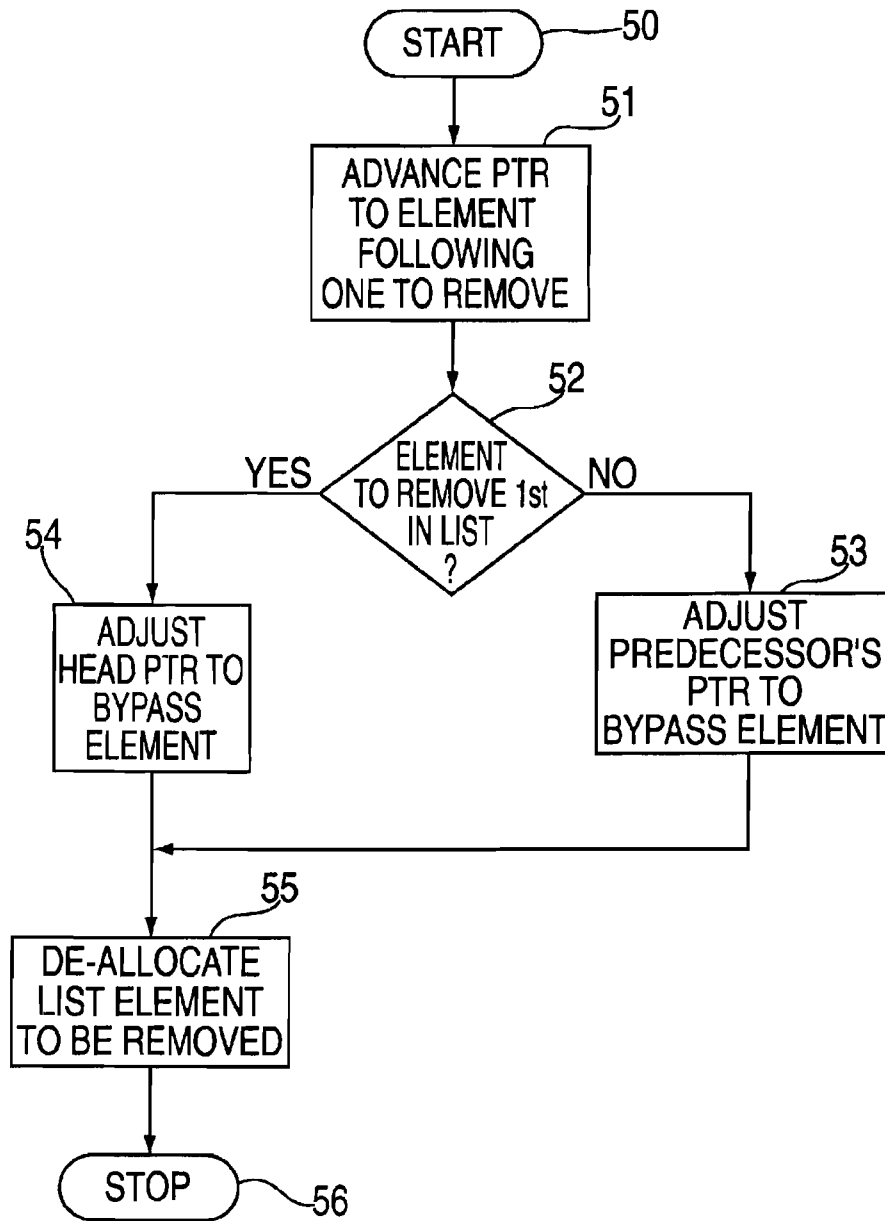 START
50
51
ADVANCE PTR
TO ELEMENT
FOLLOWING
ONE TO REMOVE
52
ELEMENT
TO REMOVE 1st
IN LIST
?
YES
NO
54
ADJUST
HEAD PTR TO
BYPASS
ELEMENT
53
ADJUST
PREDECESSOR'S
PTR TO
BYPASS ELEMENT
55
DE-ALLOCATE
LIST ELEMENT
TO BE REMOVED
STOP
56